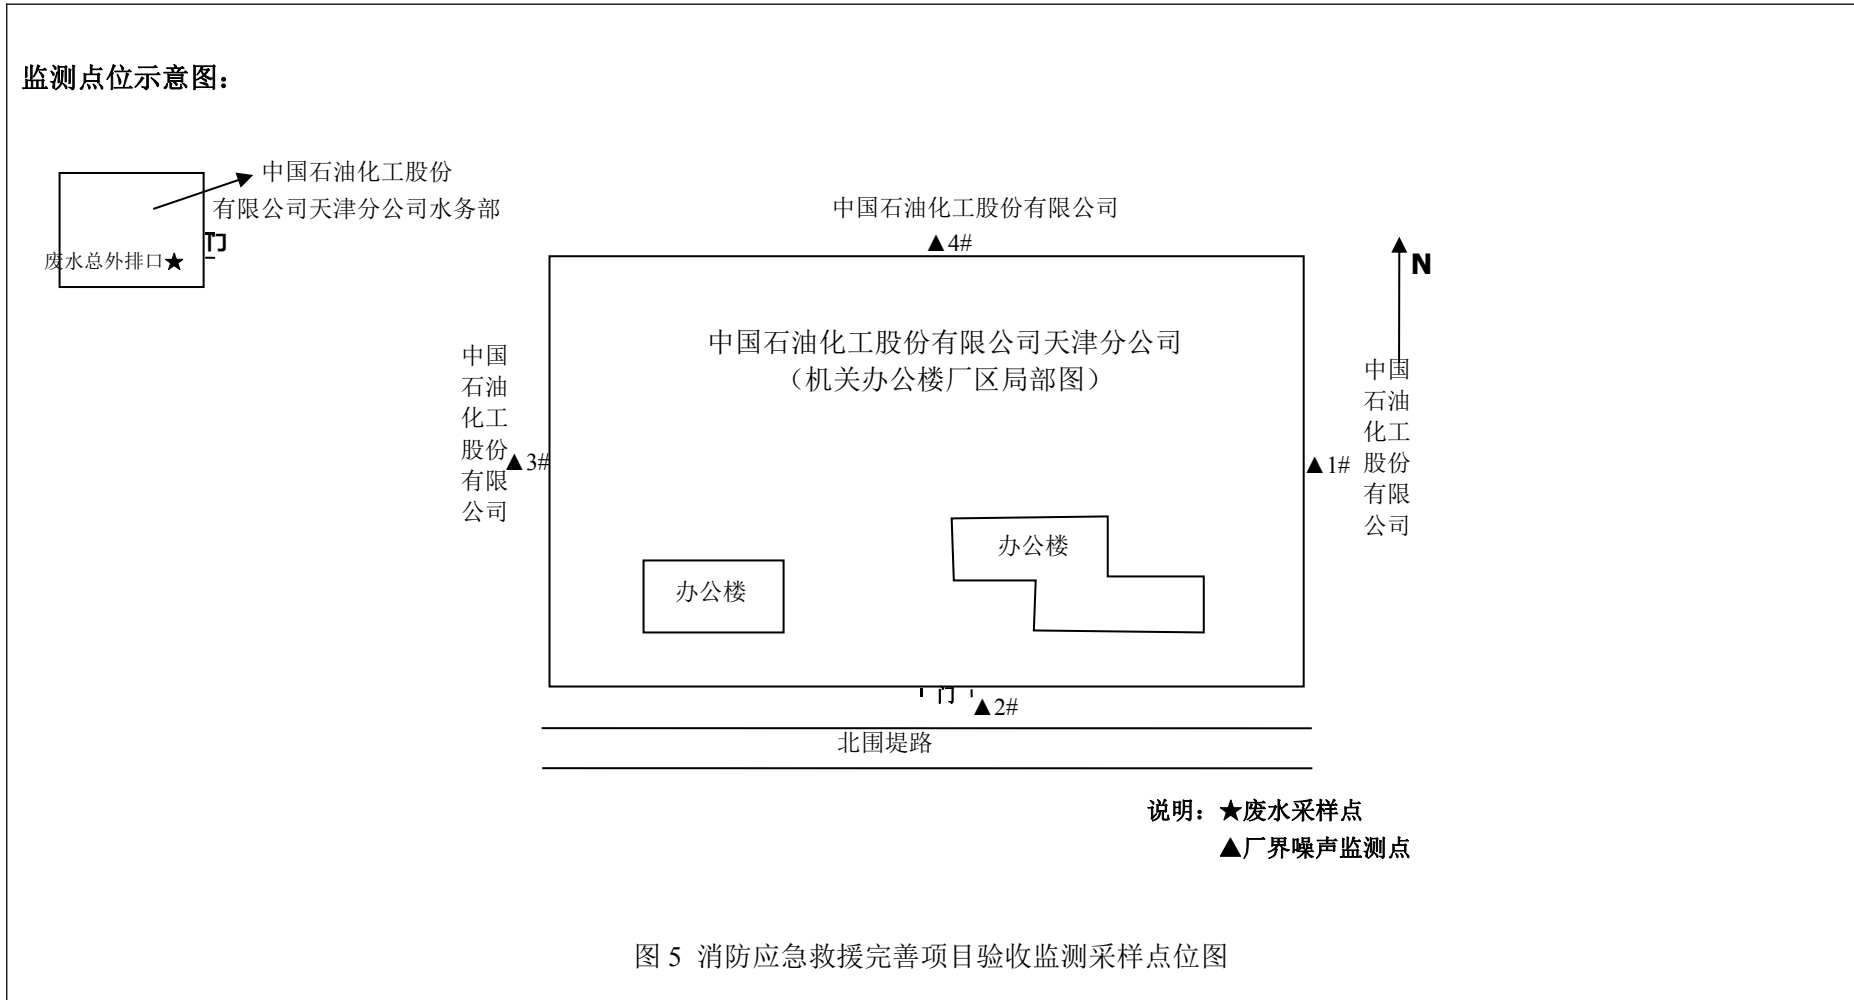 监测点位示意图：
中国石油化工股份
有限公司天津分公司水务部
门
废水总外排口★
中国石油化工股份有限公司
▲4#
N
中国石油化工股份有限公司天津分公司
（机关办公楼厂区局部图）
中国
石油
化工
股份
有限
公司
▲3#
▲1#
中国
石油
化工
股份
有限
公司
办公楼
办公楼
门
▲2#
北围堤路
说明：★废水采样点
▲厂界噪声监测点
图 5 消防应急救援完善项目验收监测采样点位图